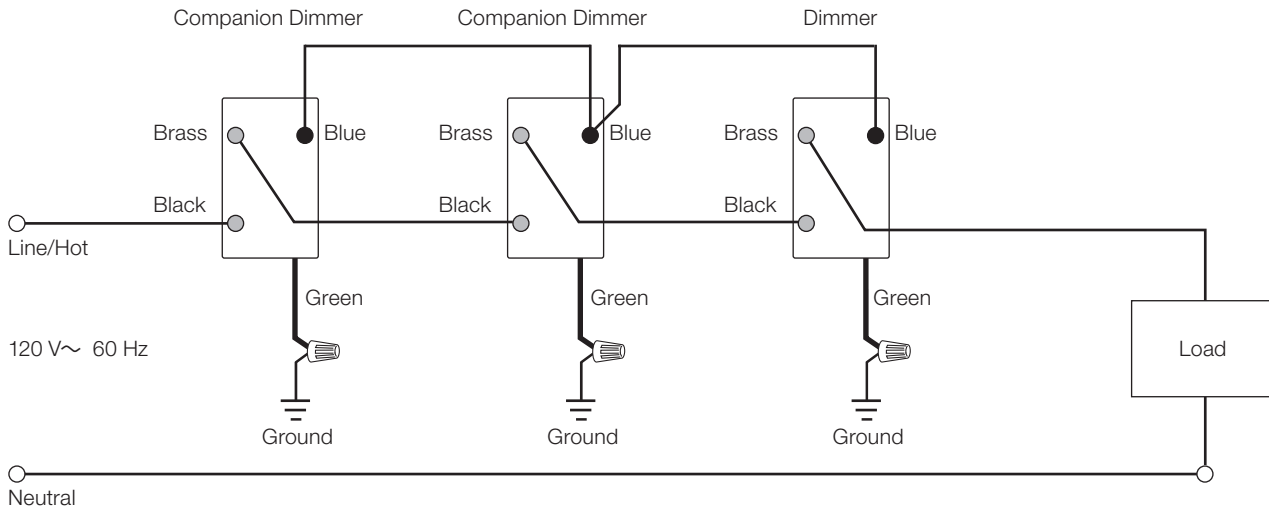 Companion Dimmer
Companion Dimmer
Dimmer
Brass
Blue
Brass
Blue
Brass
Blue
Black
Black
Black
Line/Hot
Green
Green
Green
120 V~ 60 Hz
Load
Ground
Ground
Ground
Neutral